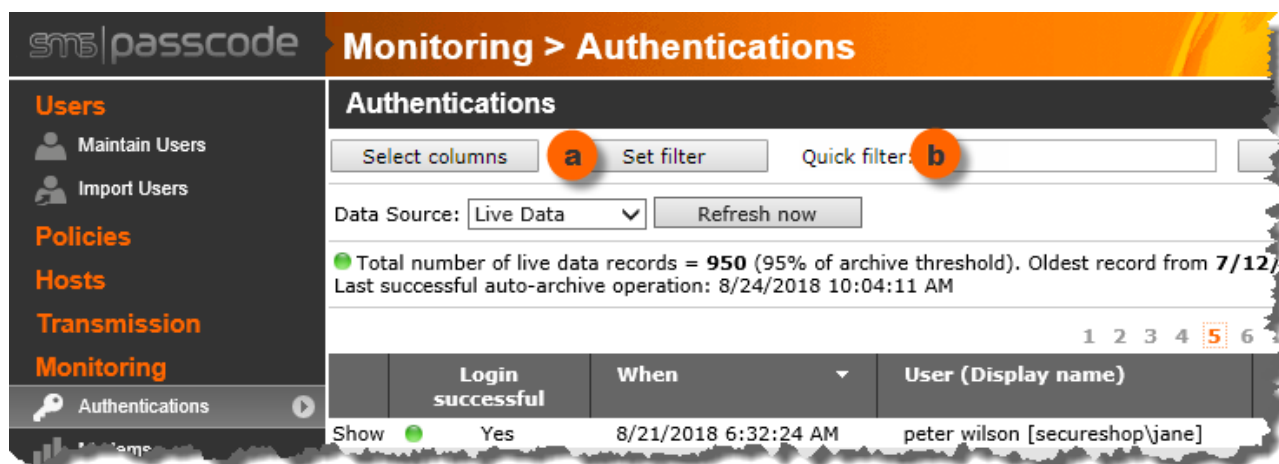 sms|passcode
Monitoring > Authentications
Users
Maintain Users
Import Users
Policies
Hosts
Transmission
Monitoring
Authentications
Authentications
Select columns
a
Set filter
Quick filter:
b
Data Source: Live Data
Refresh now
Total number of live data records = 950 (95% of archive threshold). Oldest record from 7/12/
Last successful auto-archive operation: 8/24/2018 10:04:11 AM
1 2 3 4 5 6
Login successful
When
User (Display name)
Show Yes 8/21/2018 6:32:24 AM peter wilson [secureshop\jane]